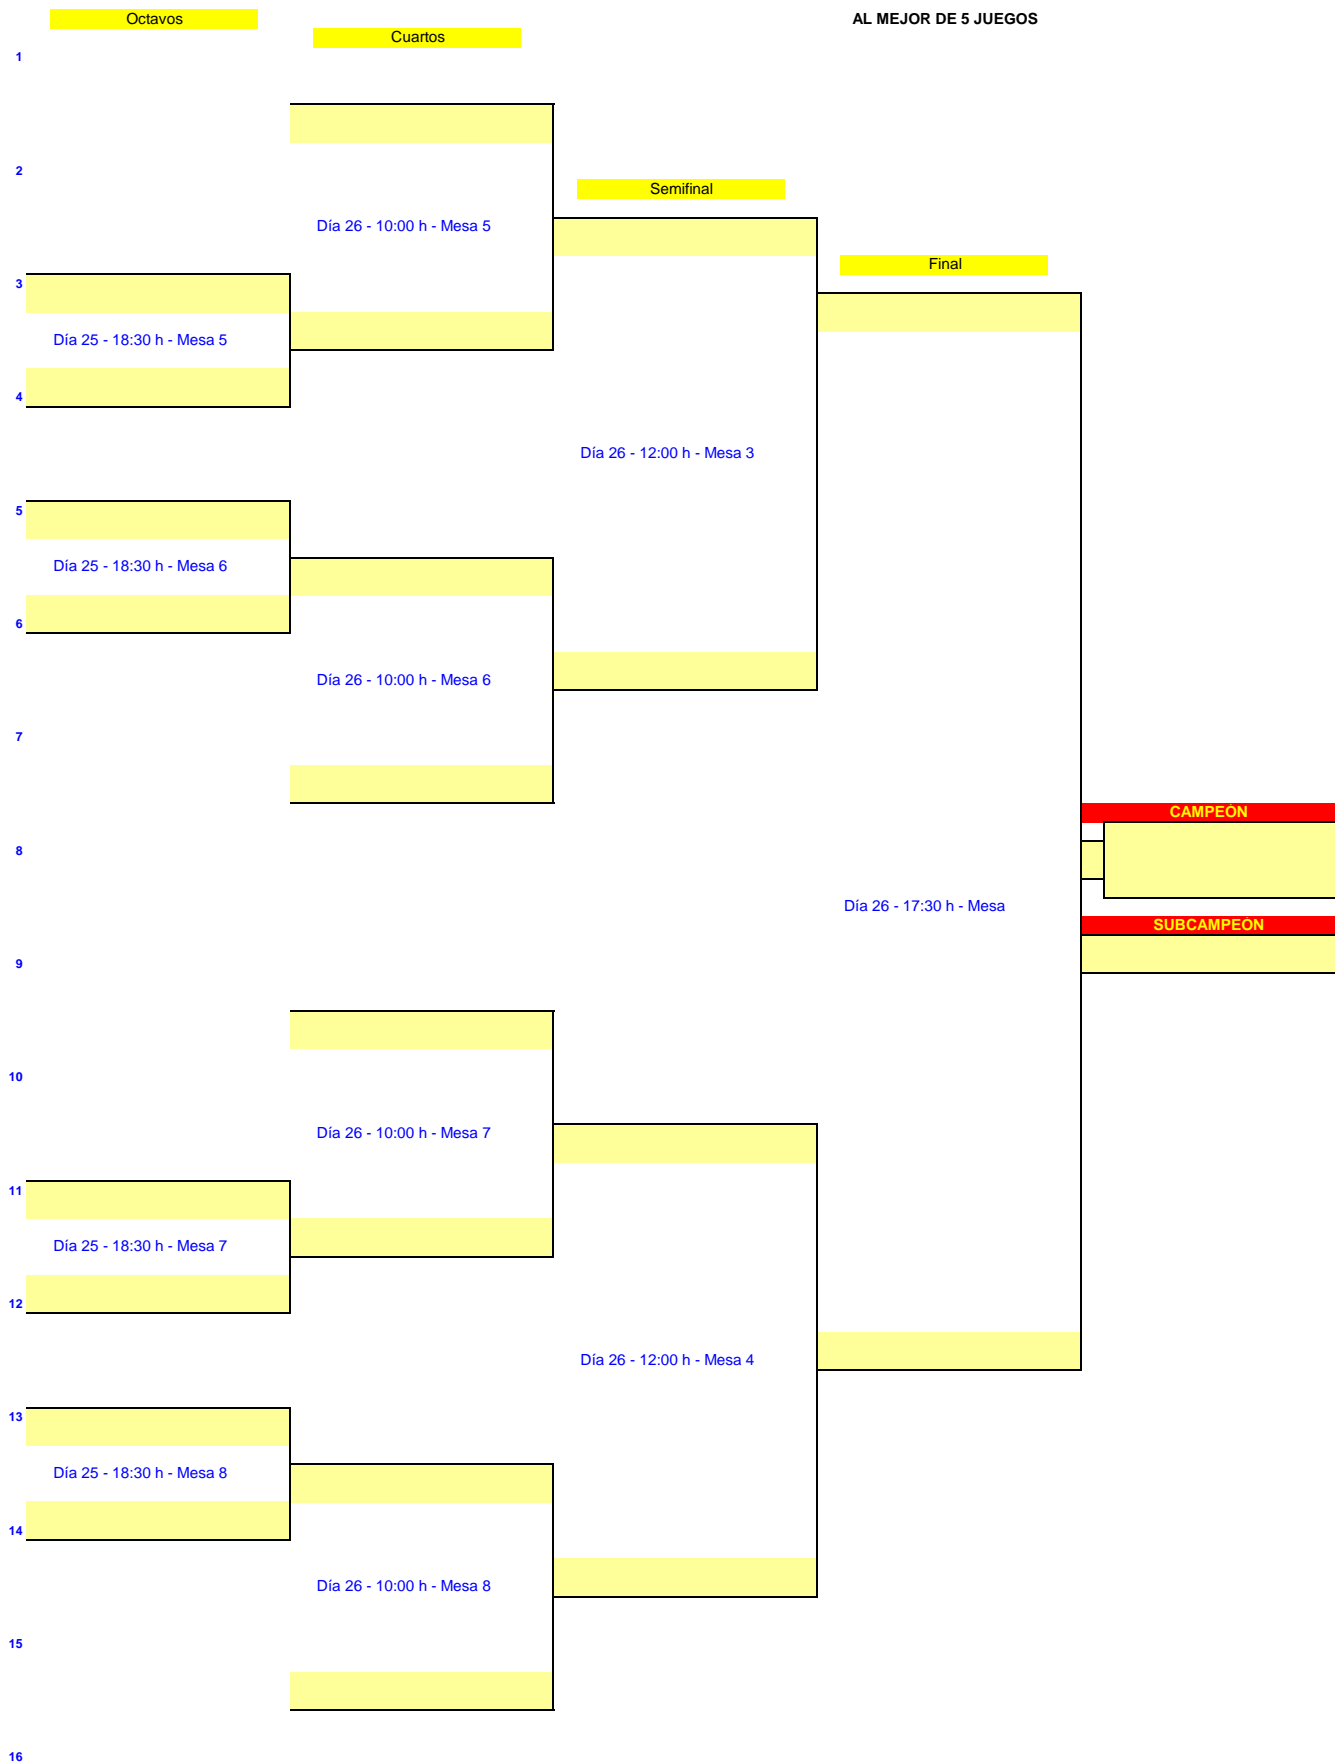 Octavos
AL MEJOR DE 5 JUEGOS
Cuartos
1
2
Semifinal
Día 26 - 10:00 h - Mesa 5
Final
3
Día 25 - 18:30 h - Mesa 5
4
Día 26 - 12:00 h - Mesa 3
5
Día 25 - 18:30 h - Mesa 6
6
Día 26 - 10:00 h - Mesa 6
7
CAMPEÓN
8
Día 26 - 17:30 h - Mesa
SUBCAMPEÓN
9
10
Día 26 - 10:00 h - Mesa 7
11
Día 25 - 18:30 h - Mesa 7
12
Día 26 - 12:00 h - Mesa 4
13
Día 25 - 18:30 h - Mesa 8
14
Día 26 - 10:00 h - Mesa 8
15
16